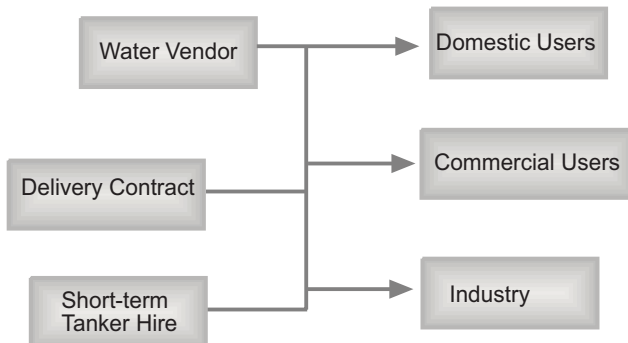 Water Vendor
Domestic Users
Delivery Contract
Commercial Users
Short-term
Tanker Hire
Industry